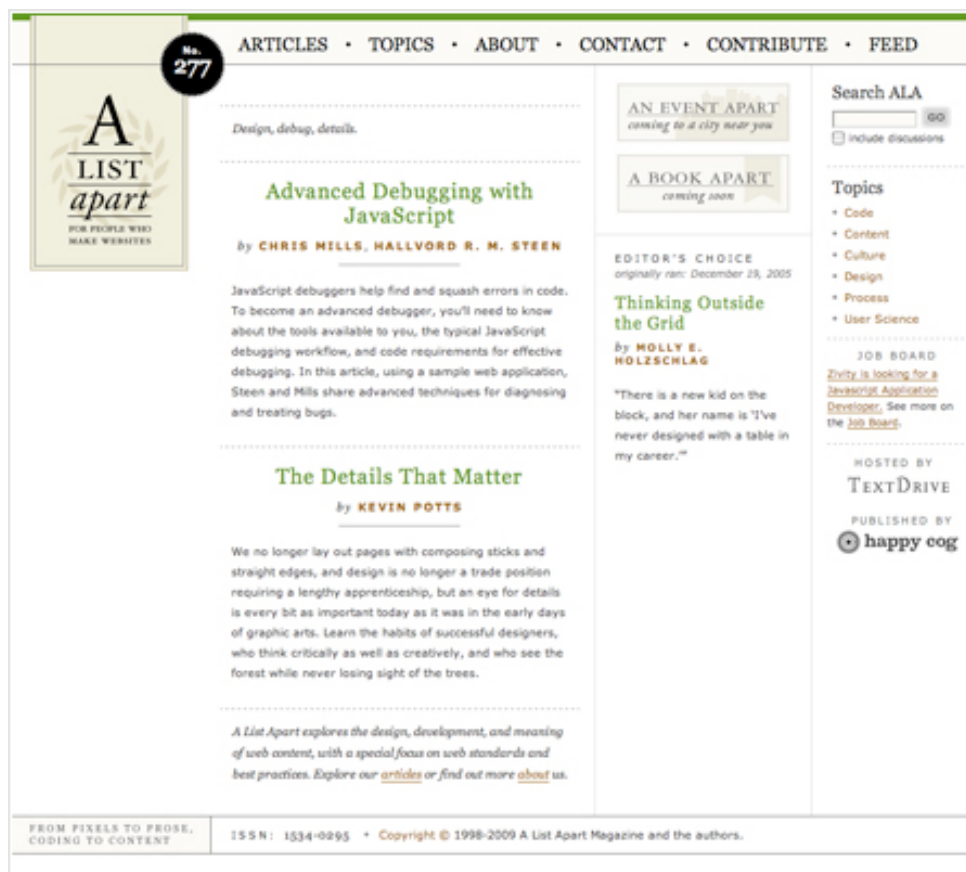 ARTICLES • TOPICS • ABOUT • CONTACT • CONTRIBUTE • FEED
No.
277
A
LIST
apart
FOR PEOPLE WHO
MAKE WEBSITES
Design, debug, details.
Advanced Debugging with
JavaScript
by CHRIS MILLS, HALLVORD R. M. STEEN
JavaScript debuggers help find and squash errors in code.
To become an advanced debugger, you'll need to know
about the tools available to you, the typical JavaScript
debugging workflow, and code requirements for effective
debugging. In this article, using a sample web application,
Steen and Mills share advanced techniques for diagnosing
and treating bugs.
The Details That Matter
by KEVIN POTTS
We no longer lay out pages with composing sticks and
straight edges, and design is no longer a trade position
requiring a lengthy apprenticeship, but an eye for details
is every bit as important today as it was in the early days
of graphic arts. Learn the habits of successful designers,
who think critically as well as creatively, and who see the
forest while never losing sight of the trees.
A List Apart explores the design, development, and meaning
of web content, with a special focus on web standards and
best practices. Explore our articles or find out more about us.
AN EVENT APART
coming to a city near you
A BOOK APART
coming soon
EDITOR'S CHOICE
originally ran: December 19, 2005
Thinking Outside
the Grid
by MOLLY E.
HOLZSCHLAG
"There is a new kid on the
block, and her name is 'I've
never designed with a table in
my career.'"
Search ALA
GO
include discussions
Topics
• Code
• Content
• Culture
• Design
• Process
• User Science
JOB BOARD
Zivity is looking for a
Javascript Application
Developer. See more on
the Job Board.
HOSTED BY
TEXTDRIVE
PUBLISHED BY
happy cog
FROM PIXELS TO PROSE,
CODING TO CONTENT
ISSN: 1534-0295 • Copyright © 1998-2009 A List Apart Magazine and the authors.